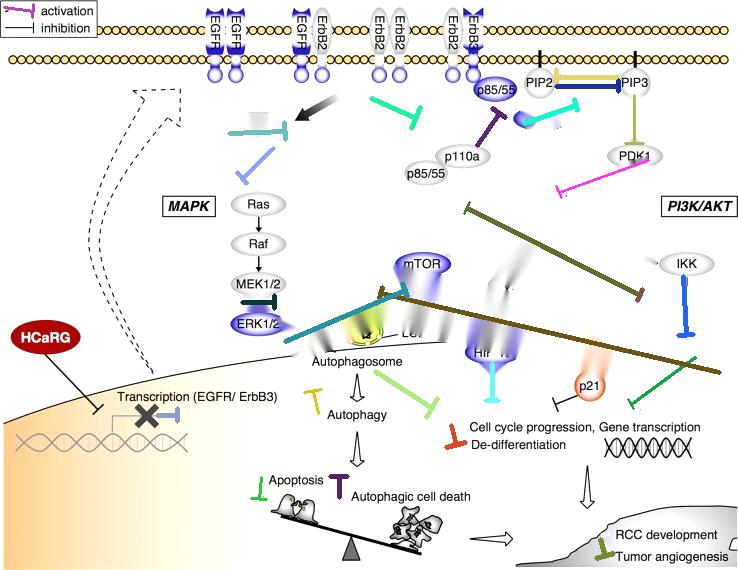 activation
inhibition
EGFR
EGFR
EGFR
ErbB2
ErbB2
ErbB2
ErbB2
ErbB3
p85/55
PIP2
PIP3
p110a
p85/55
PDK1
MAPK
Ras
PI3K/AKT
Raf
mTOR
IKK
MEK1/2
ERK1/2
HCaRG
Autophagosome
p21
Transcription (EGFR/ ErbB3)
Autophagy
Cell cycle progression, Gene transcription
De-differentiation
Apoptosis
Autophagic cell death
RCC development
Tumor angiogenesis